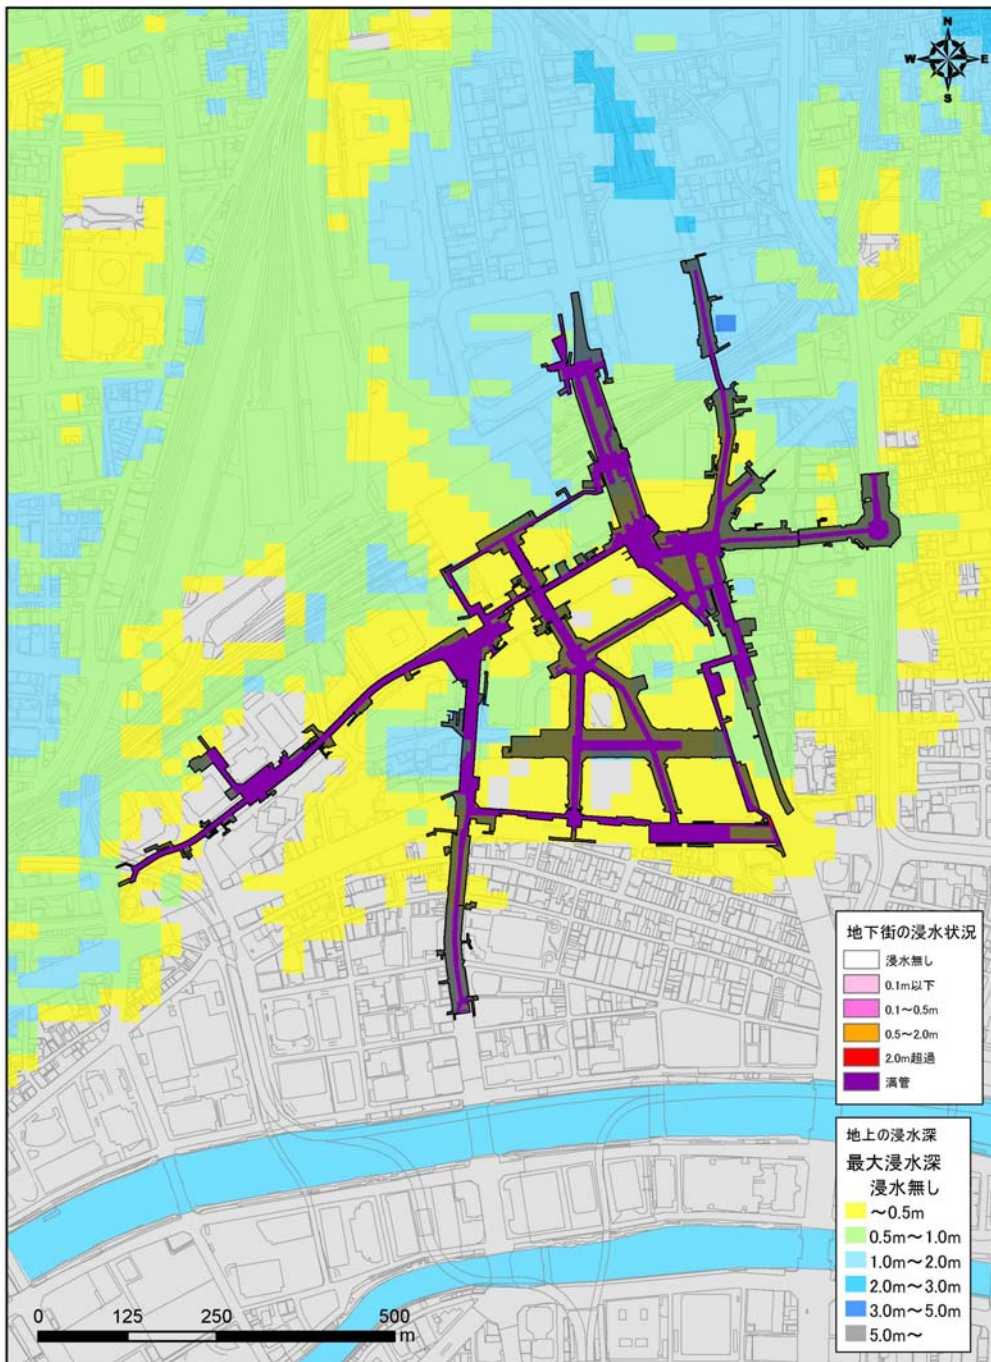 N
W E
S
地下街の浸水状況
浸水無し
0.1m以下
0.1～0.5m
0.5～2.0m
2.0m超過
満管
地上の浸水深
最大浸水深
浸水無し
～0.5m
0.5m～1.0m
1.0m～2.0m
2.0m～3.0m
3.0m～5.0m
5.0m～
0 125 250 500
m